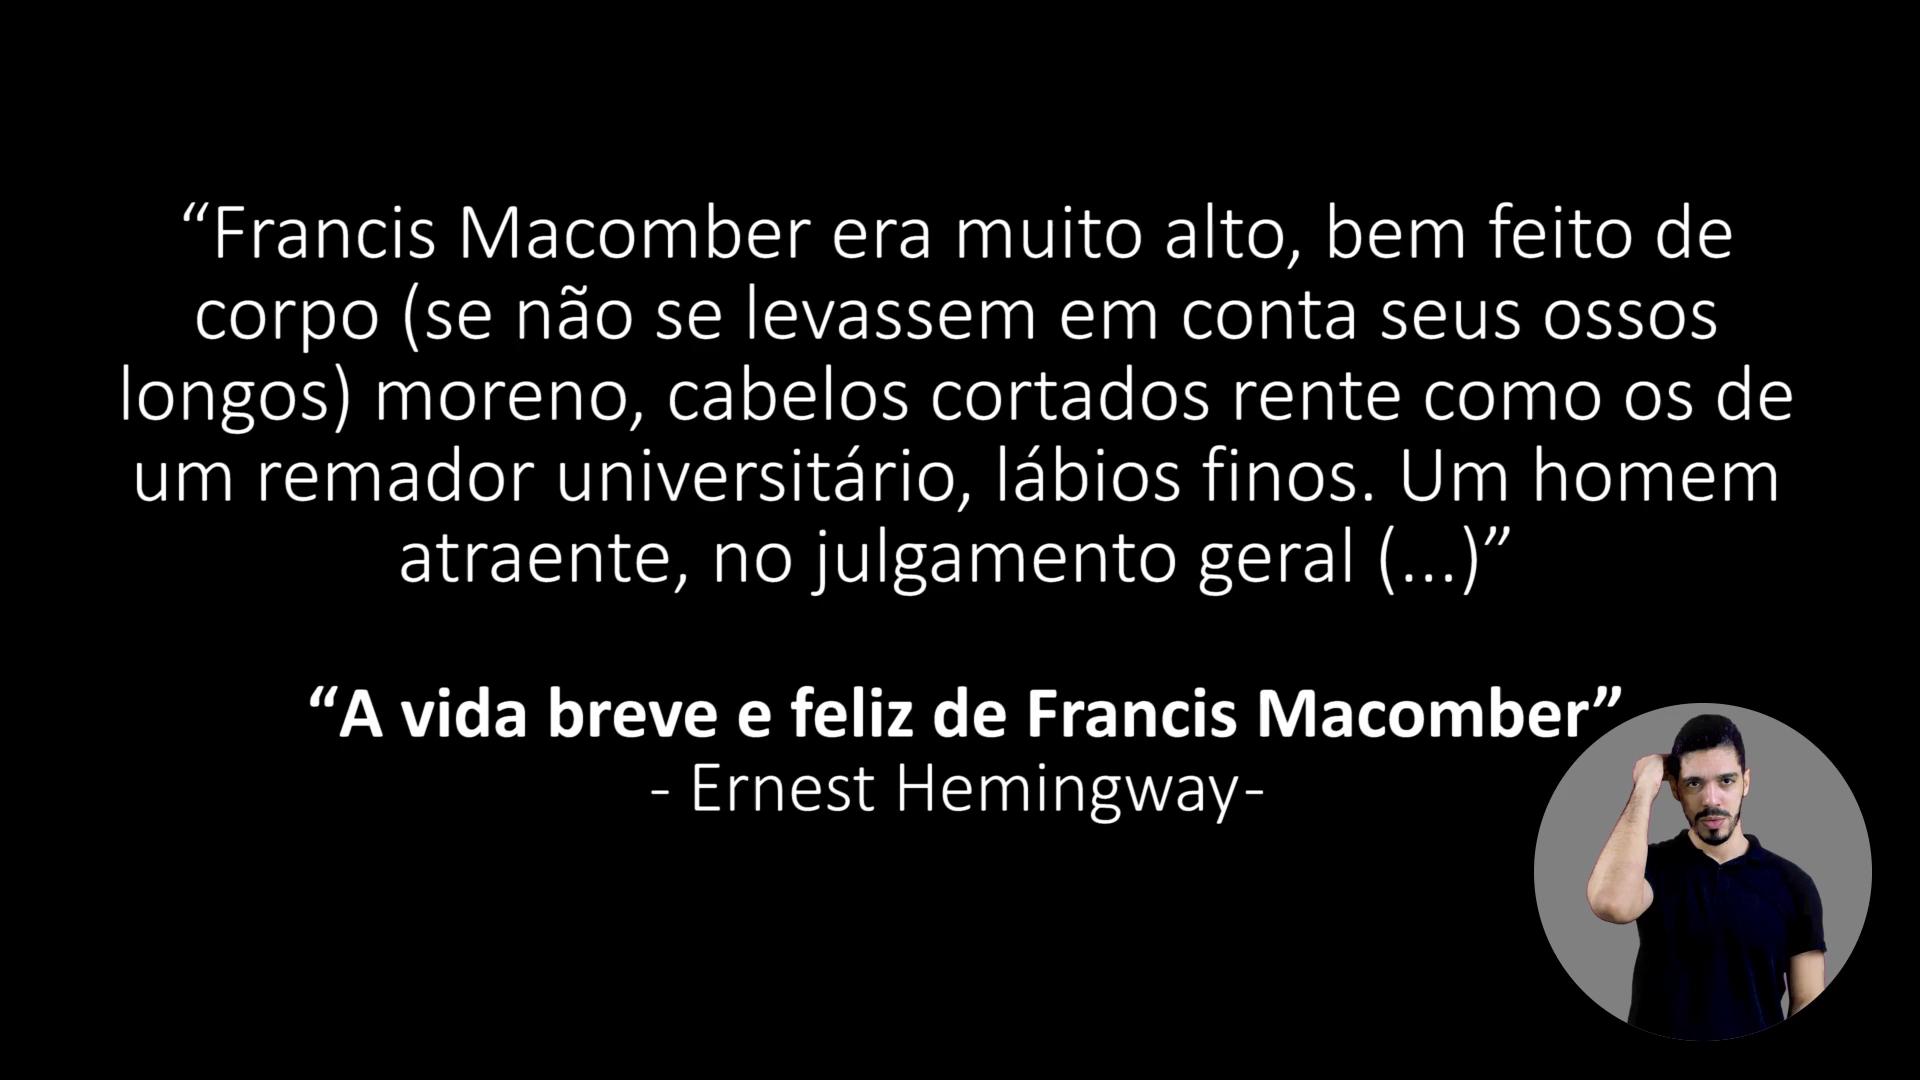 “Francis Macomber era muito alto, bem feito de
corpo (se não se levassem em conta seus ossos
longos) moreno, cabelos cortados rente como os de
um remador universitário, lábios finos. Um homem
atraente, no julgamento geral (...)”
“A vida breve e feliz de Francis Macomber”
- Ernest Hemingway-